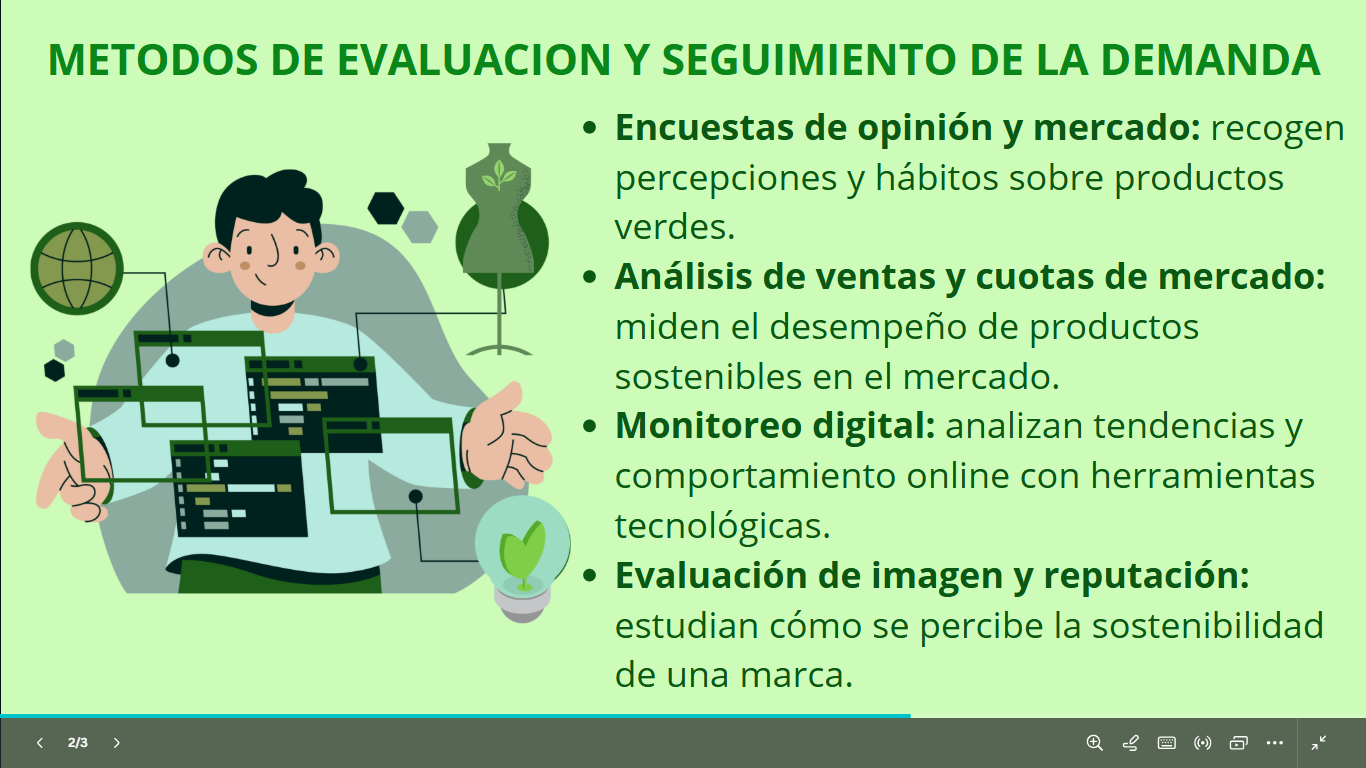 METODOS DE EVALUACION Y SEGUIMIENTO DE LA DEMANDA
• Encuestas de opinión y mercado: recogen
percepciones y hábitos sobre productos
verdes.
• Análisis de ventas y cuotas de mercado:
miden el desempeño de productos
sostenibles en el mercado.
• Monitoreo digital: analizan tendencias y
comportamiento online con herramientas
tecnológicas.
• Evaluación de imagen y reputación:
estudian cómo se percibe la sostenibilidad
de una marca.
2/3